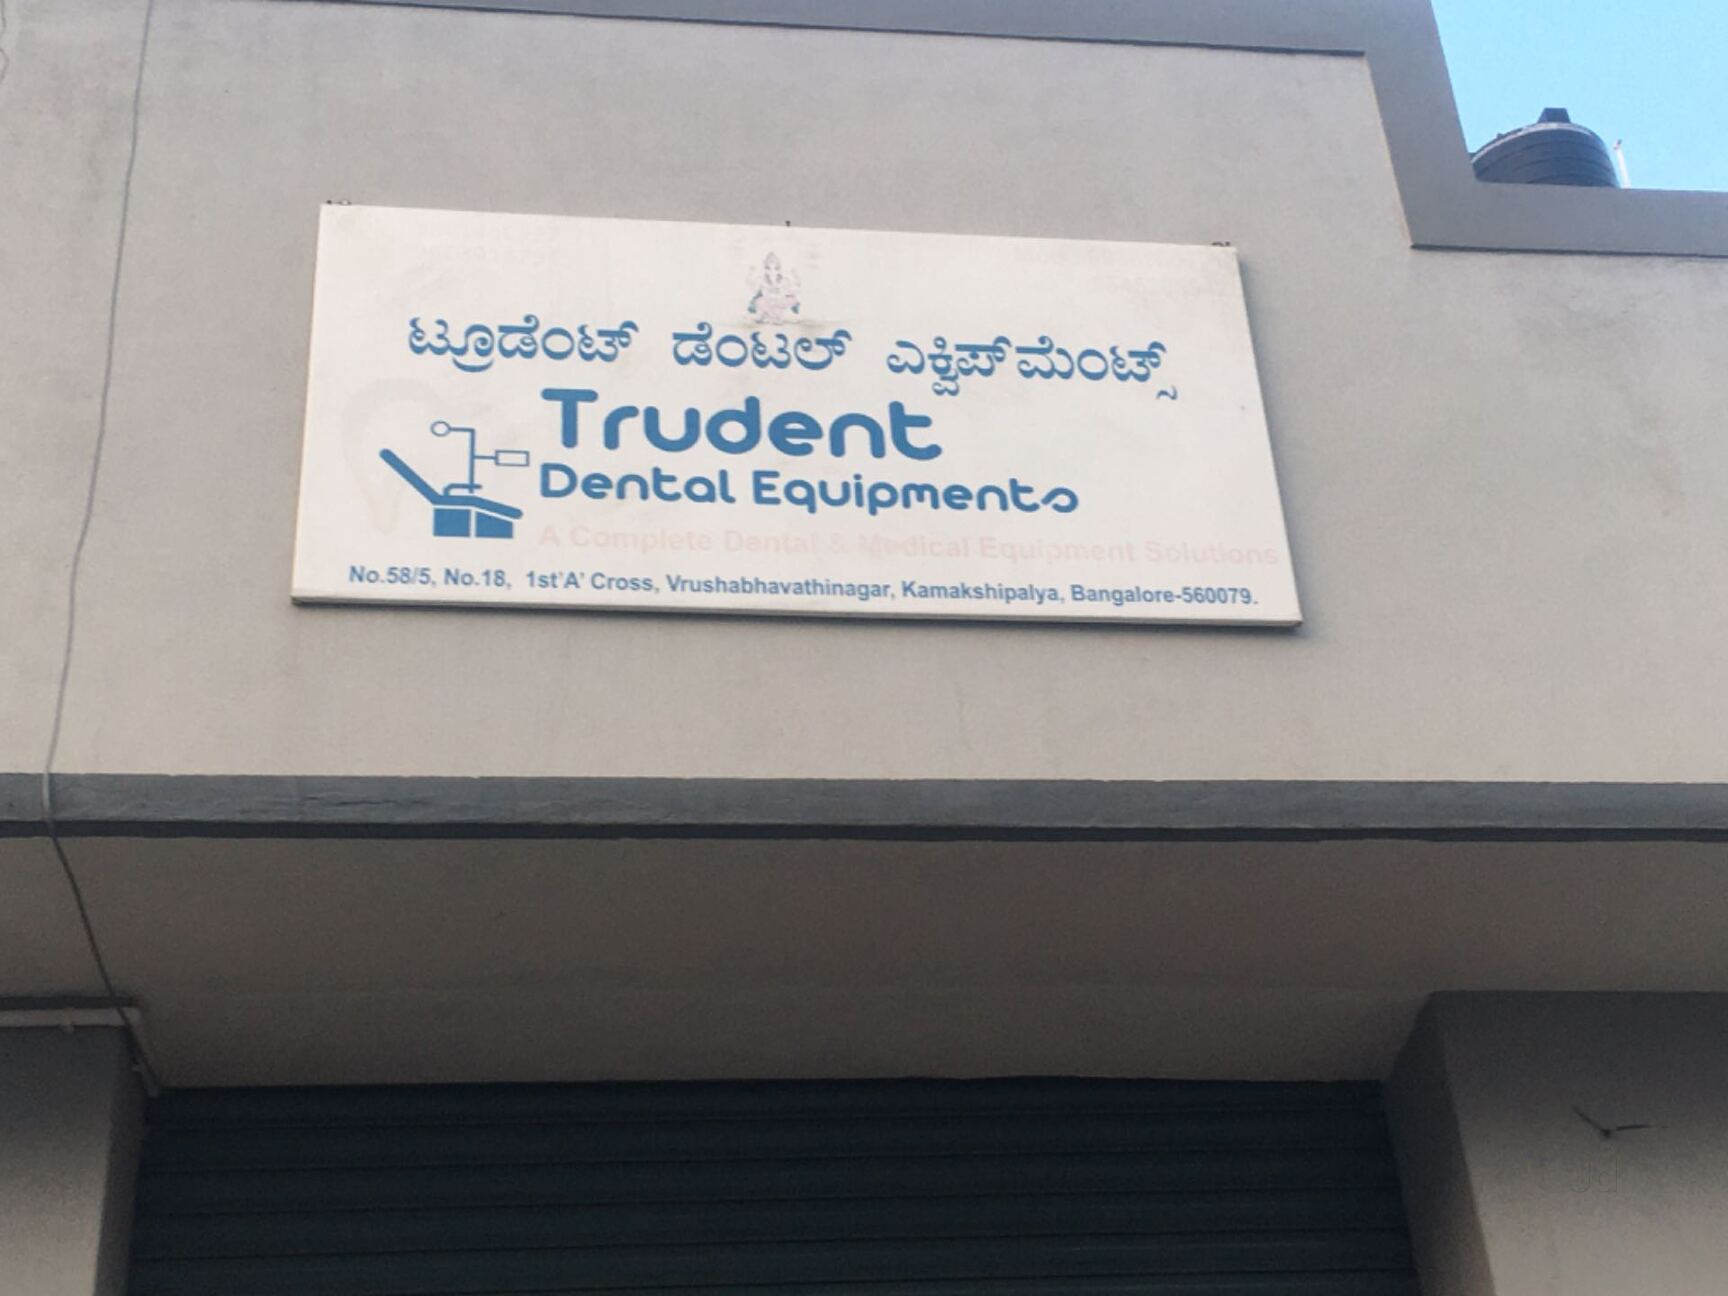 ಟ್ರೂಡೆಂಟ್ ಡೆಂಟಲ್ ಎಕ್ವಿಪ್‌ಮೆಂಟ್ಸ್
Trudent
Dental Equipments
A Complete Dental & Medical Equipment Solutions
No.58/5, No.18, 1st'A' Cross, Vrushabhavathinagar, Kamakshipalya, Bangalore-560079.
Jd